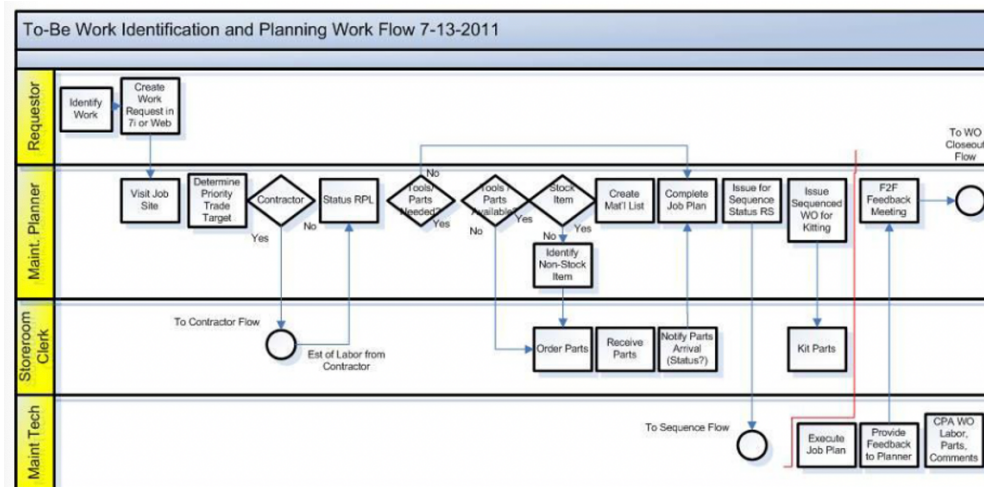 To-Be Work Identification and Planning Work Flow 7-13-2011
Requestor
Identify
Work
Create
Work
Request in
7i or Web
To WO
Closeout
Flow
Maint. Planner
Visit Job
Site
Determine
Priority
Trade
Target
Contractor
Yes
No
Status RPL
Tools/
Parts
Needed?
No
Yes
Tools /
Parts
Available?
Yes
No
Stock
Item
Yes
No
Identify
Non-Stock
Item
Create
Mat'l List
Complete
Job Plan
Issue for
Sequence
Status RS
Issue
Sequenced
WO for
Kitting
F2F
Feedback
Meeting
Storeroom
Clerk
To Contractor Flow
Est of Labor from
Contractor
Order Parts
Receive
Parts
Notify Parts
Arrival
(Status?)
Kit Parts
Maint Tech
To Sequence Flow
Execute
Job Plan
Provide
Feedback
to Planner
CPA WO
Labor,
Parts,
Comments